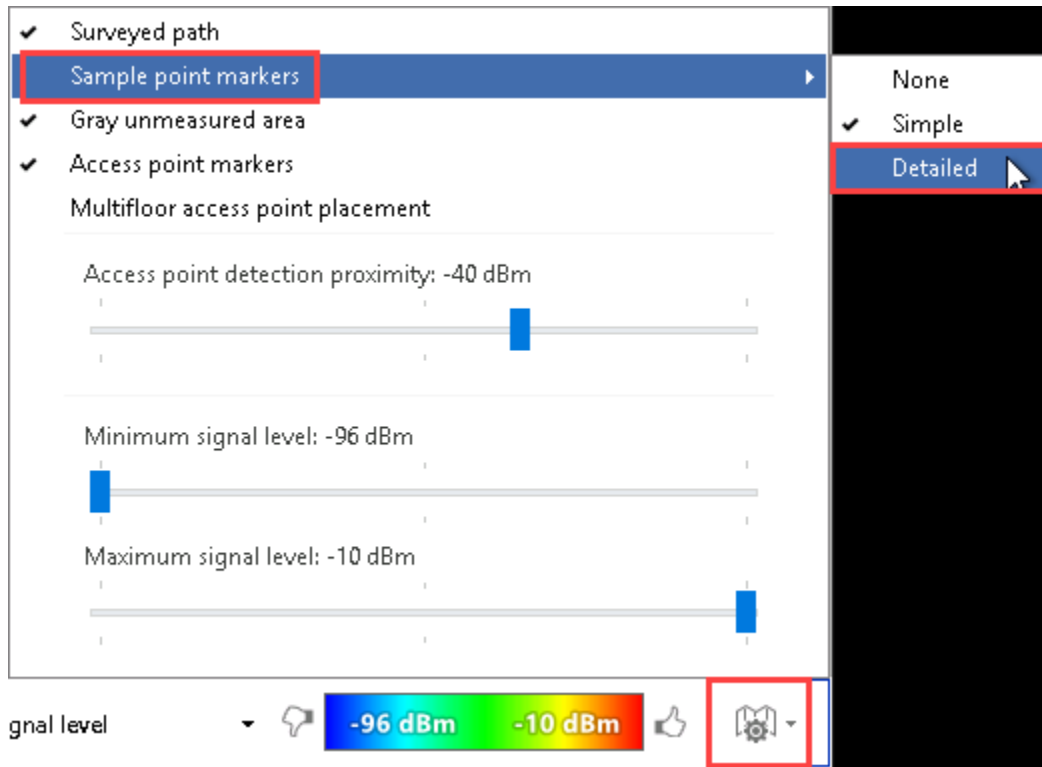 Surveyed path
Sample point markers
None
Gray unmeasured area
Simple
Access point markers
Detailed
Multifloor access point placement
Access point detection proximity: -40 dBm
Minimum signal level: -96 dBm
Maximum signal level: -10 dBm
gnal level
-96 dBm
-10 dBm